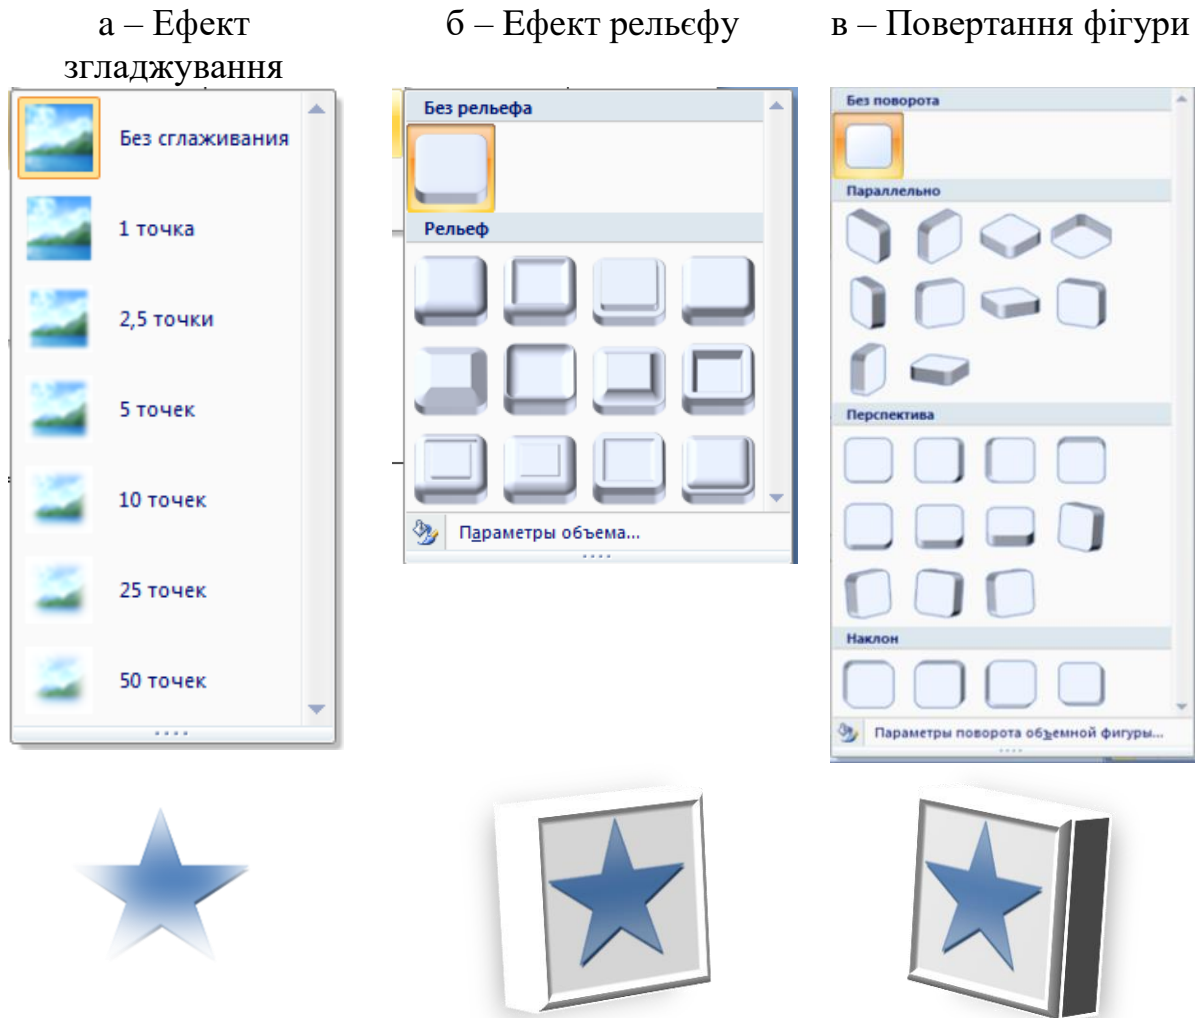 а – Ефект
згладжування
б – Ефект рельєфу
в – Повертання фігури
Без сглаживания
1 точка
2,5 точки
5 точек
10 точек
25 точек
50 точек
Без рельефа
Рельеф
Параметры объема...
Без поворота
Параллельно
Перспектива
Наклон
Параметры поворота объемной фигуры...